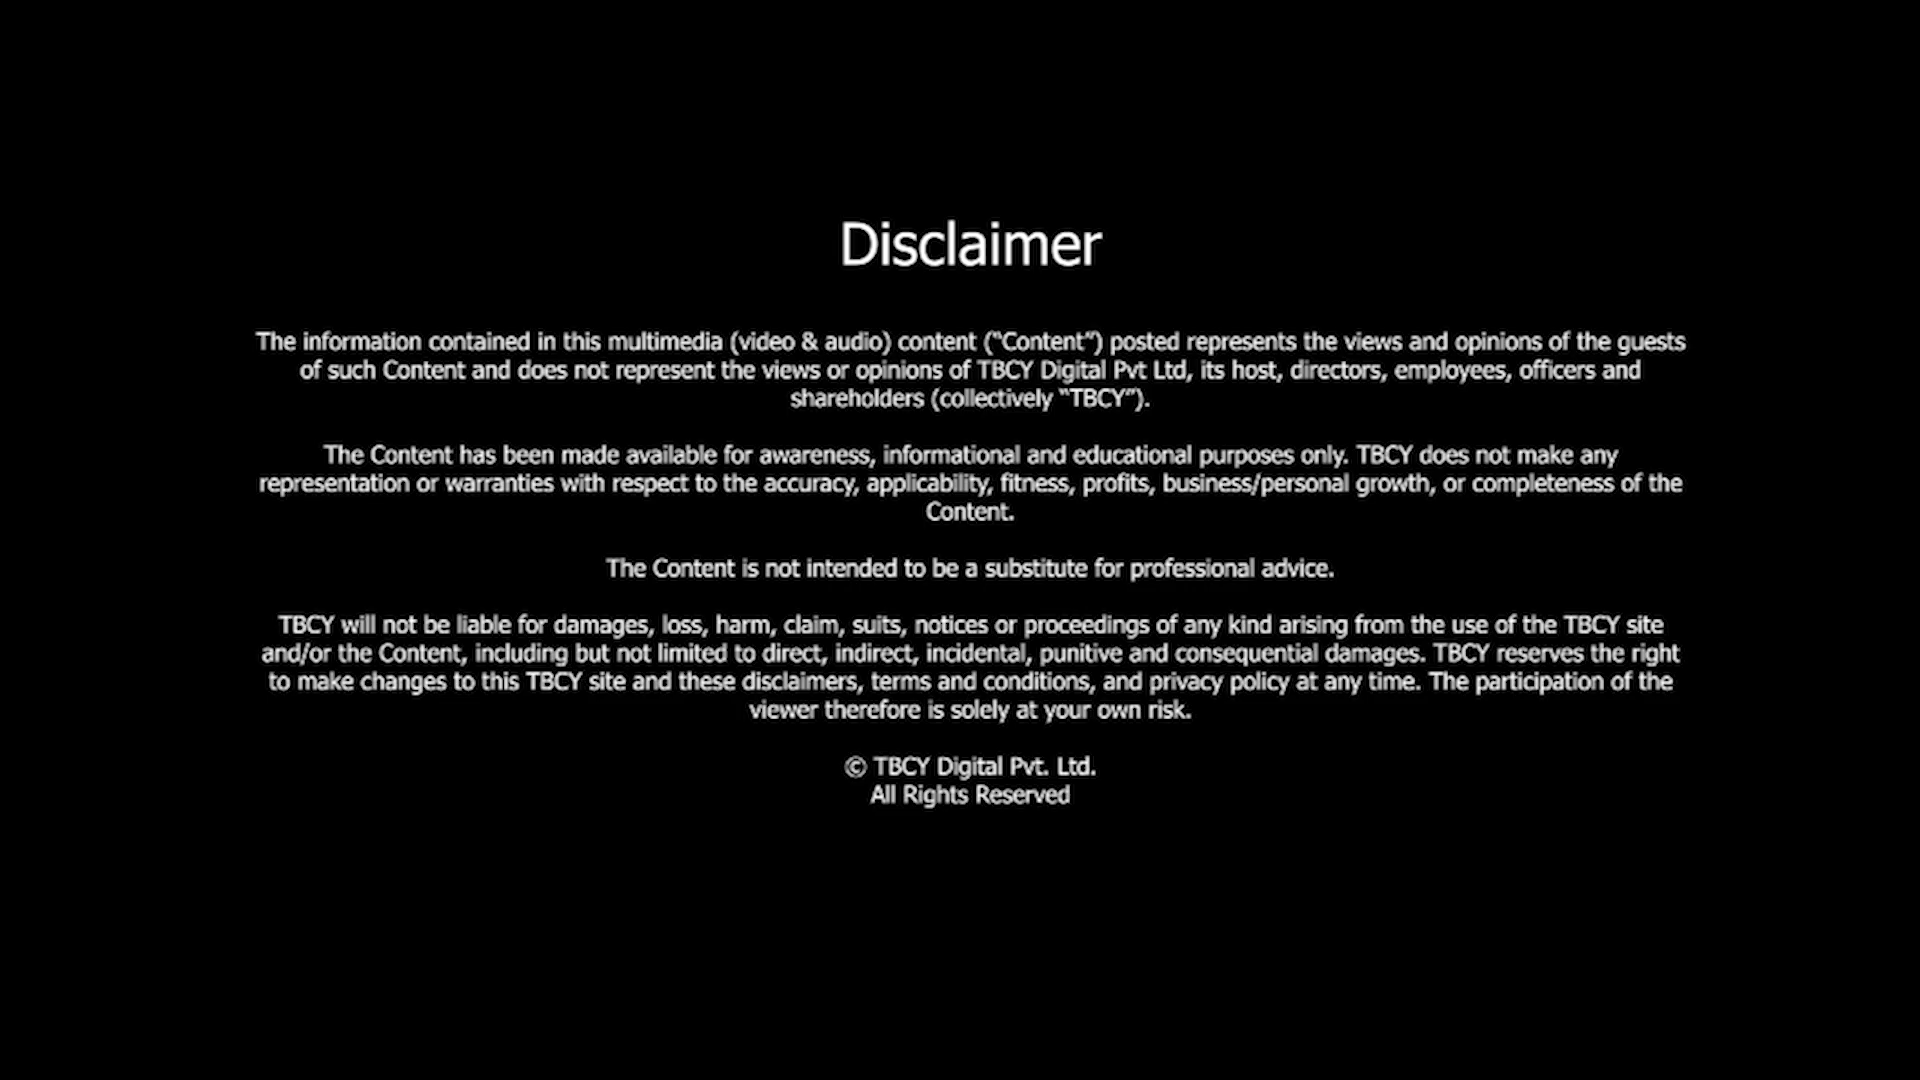 Disclaimer
The information contained in this multimedia (video & audio) content (“Content”) posted represents the views and opinions of the guests
of such Content and does not represent the views or opinions of TBCY Digital Pvt Ltd, its host, directors, employees, officers and
shareholders (collectively “TBCY”).
The Content has been made available for awareness, informational and educational purposes only. TBCY does not make any
representation or warranties with respect to the accuracy, applicability, fitness, profits, business/personal growth, or completeness of the
Content.
The Content is not intended to be a substitute for professional advice.
TBCY will not be liable for damages, loss, harm, claim, suits, notices or proceedings of any kind arising from the use of the TBCY site
and/or the Content, including but not limited to direct, indirect, incidental, punitive and consequential damages. TBCY reserves the right
to make changes to this TBCY site and these disclaimers, terms and conditions, and privacy policy at any time. The participation of the
viewer therefore is solely at your own risk.
© TBCY Digital Pvt. Ltd.
All Rights Reserved